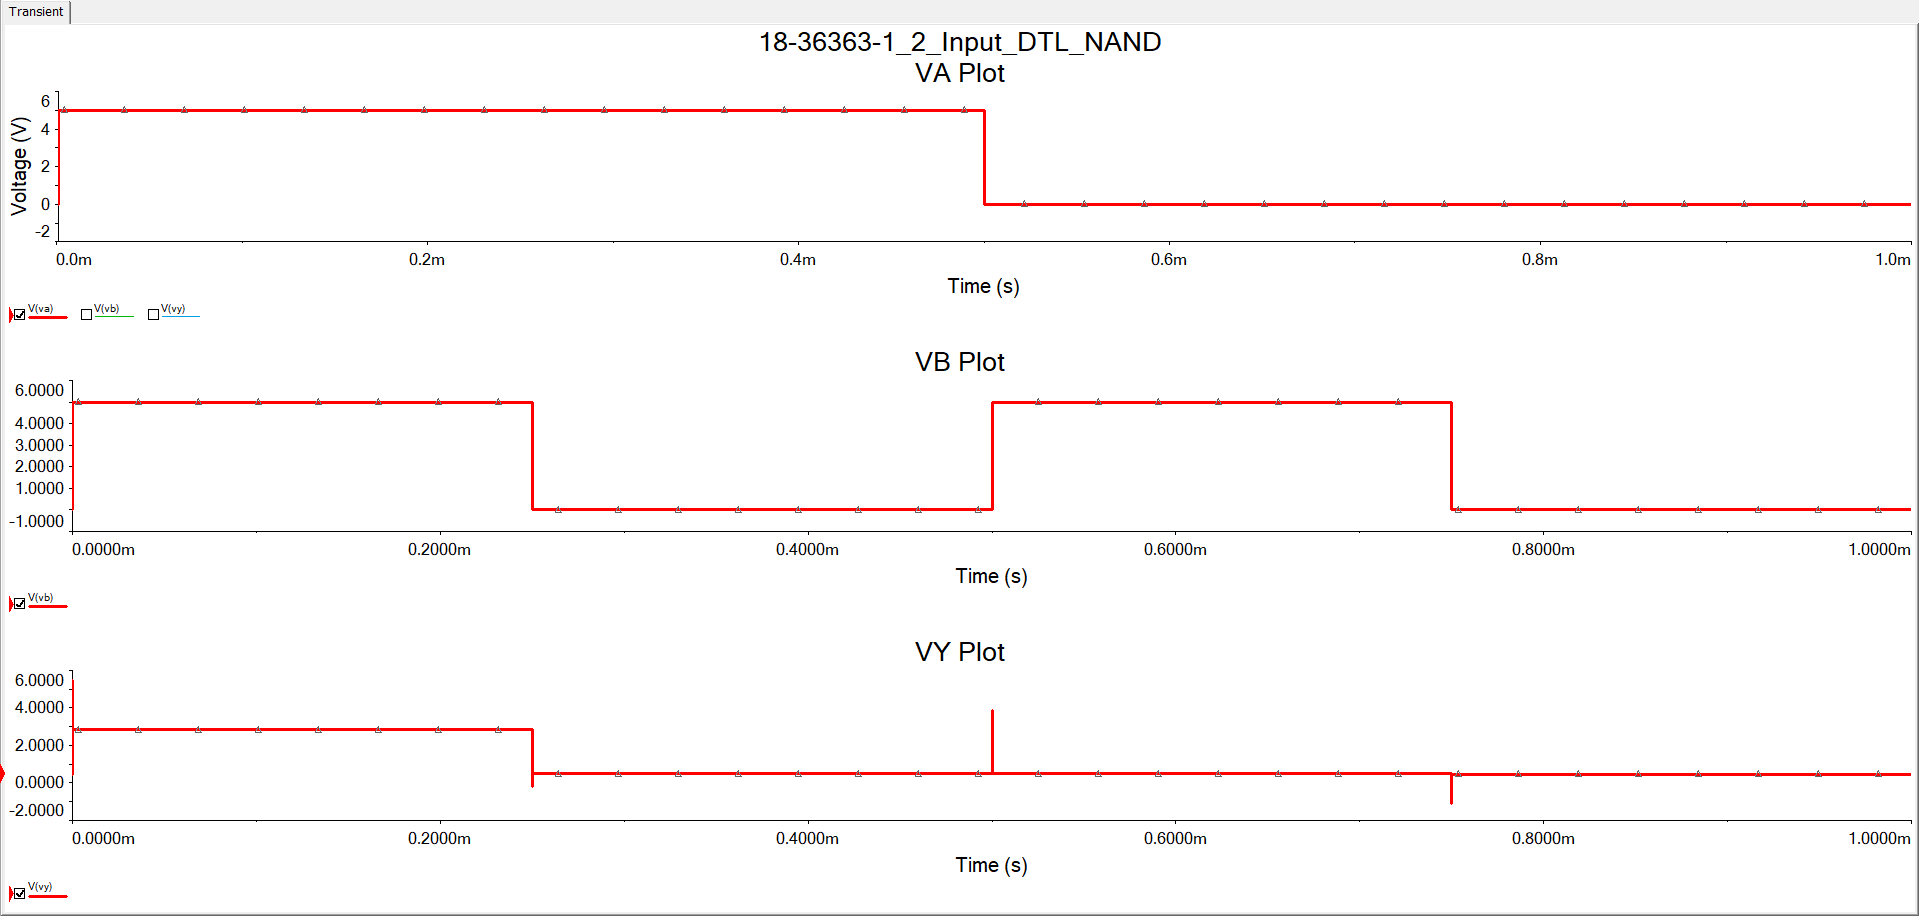 Transient
18-36363-1_2_Input_DTL_NAND
VA Plot
Voltage (V)
6
4
2
0
-2
0.0m 0.2m 0.4m 0.6m 0.8m 1.0m
Time (s)
V(va) V(vb) V(vy)
VB Plot
6.0000
4.0000
3.0000
2.0000
1.0000
-1.0000
0.0000m 0.2000m 0.4000m 0.6000m 0.8000m 1.0000m
Time (s)
V(vb)
VY Plot
6.0000
4.0000
2.0000
0.0000
-2.0000
0.0000m 0.2000m 0.4000m 0.6000m 0.8000m 1.0000m
Time (s)
V(vy)